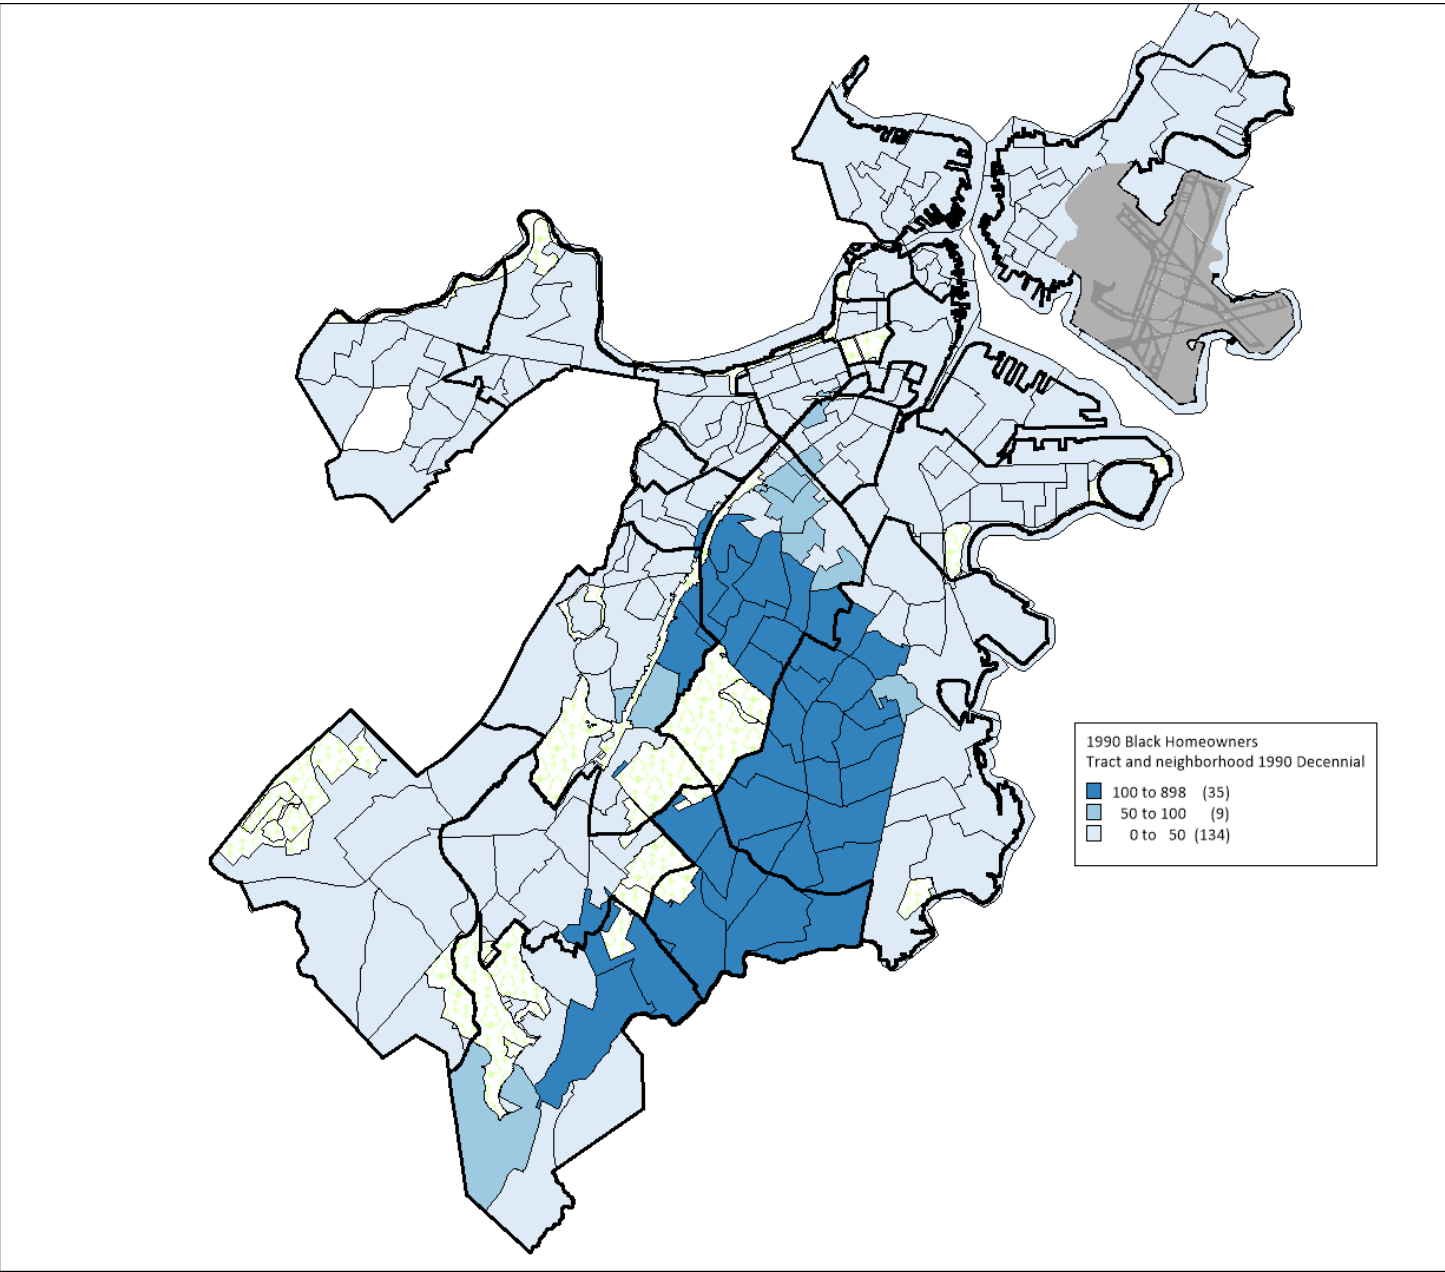 1990 Black Homeowners
Tract and neighborhood 1990 Decennial
100 to 898 (35)
50 to 100 (9)
0 to 50 (134)